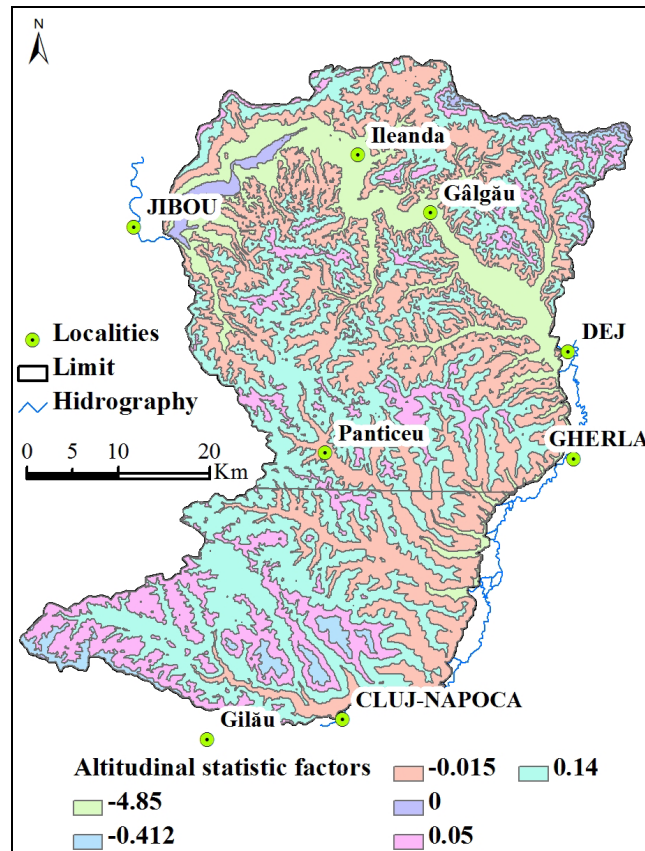 N
Ileanda
Gâlgău
JIBOU
Localities
Limit
Hidrography
DEJ
Panticeu
GHERLA
0 10 20
Km
CLUJ-NAPOCA
Gilău
Altitudinal statistic factors
-4.85
-0.412
-0.015
0
0.05
0.14